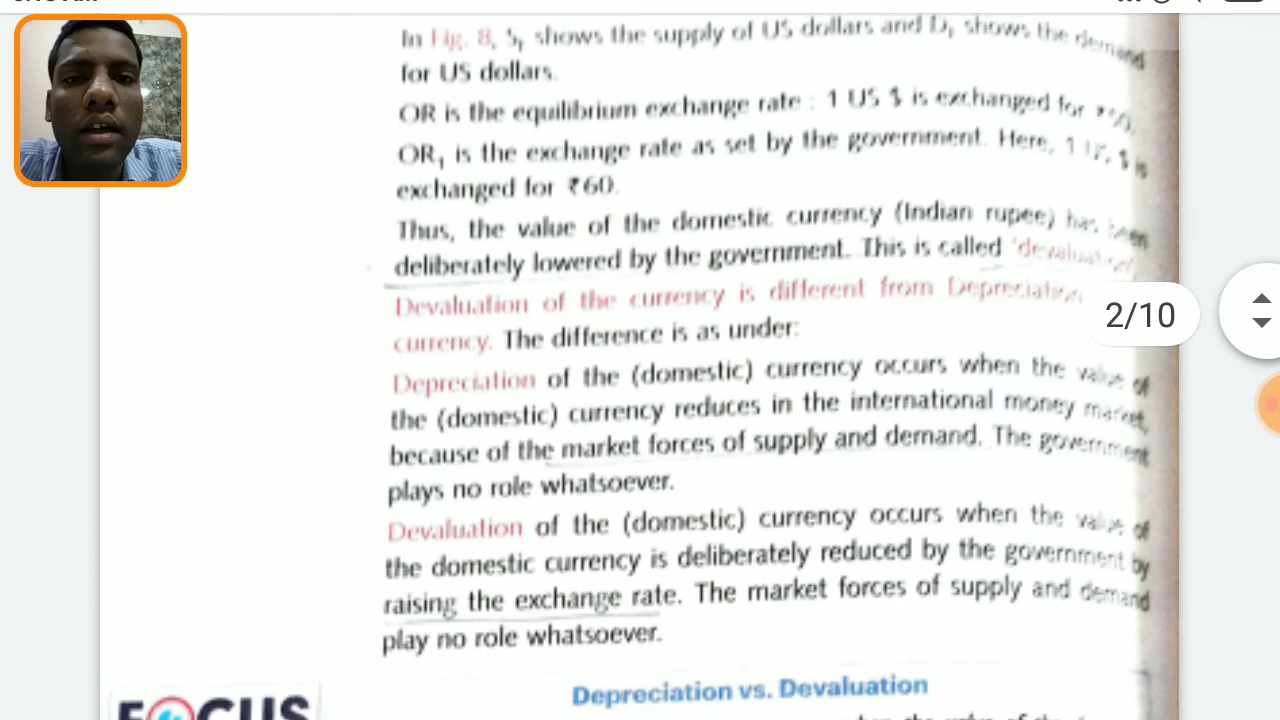 In Fig. 8, Sf shows the supply of US dollars and Df shows the demand
for US dollars.
OR is the equilibrium exchange rate : 1 US $ is exchanged for
OR1 is the exchange rate as set by the government. Here, 1 US $ is
exchanged for ₹60.
Thus, the value of the domestic currency (Indian rupee) has been
deliberately lowered by the government. This is called 'devaluation'.
Devaluation of the currency is different from Depreciation
currency. The difference is as under:
2/10
Depreciation of the (domestic) currency occurs when the value of
the (domestic) currency reduces in the international money market,
because of the market forces of supply and demand. The government
plays no role whatsoever.
Devaluation of the (domestic) currency occurs when the value of
the domestic currency is deliberately reduced by the government by
raising the exchange rate. The market forces of supply and demand
play no role whatsoever.
FOCUS
Depreciation vs. Devaluation